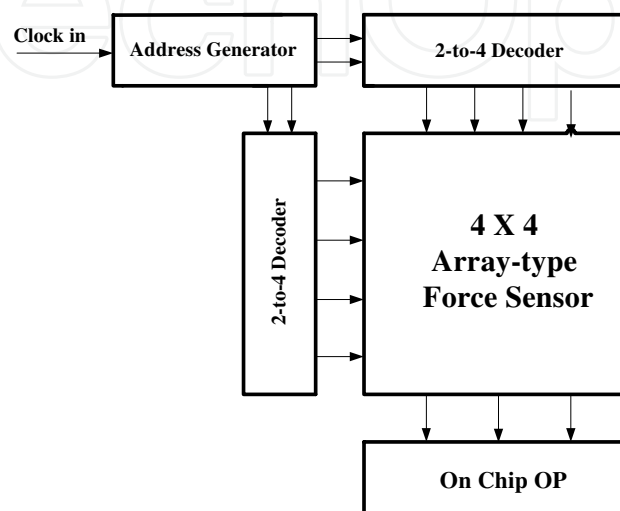 Clock in
Address Generator
2-to-4 Decoder
2-to-4 Decoder
4 X 4
Array-type
Force Sensor
On Chip OP